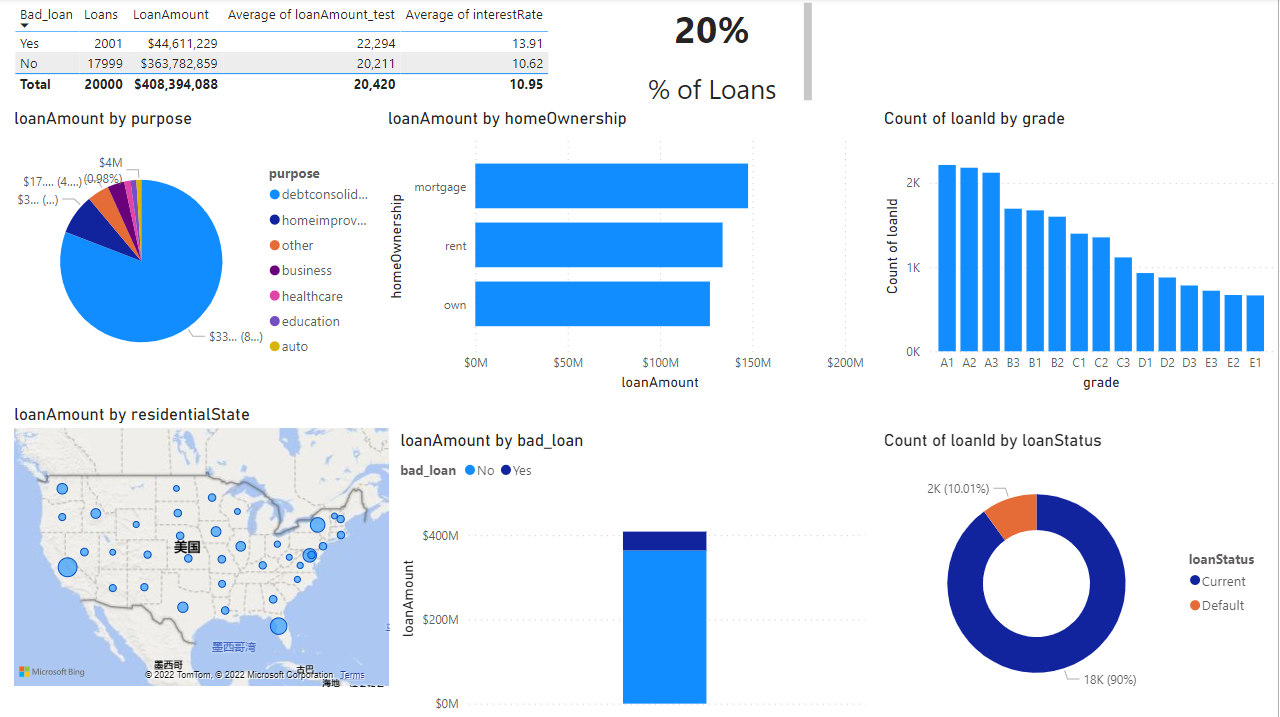 Bad_loan Loans LoanAmount Average of loanAmount_test Average of interestRate
Yes 2001 $44,611,229 22,294 13.91
No 17999 $363,782,859 20,211 10.62
Total 20000 $408,394,088 20,420 10.95
20%
% of Loans
loanAmount by purpose
$4M
(0.98%)
$17.... (4....)
$3... (...)
$33... (8...)
purpose
debtconsolid...
homeimprov...
other
business
healthcare
education
auto
loanAmount by homeOwnership
homeOwnership
mortgage
rent
own
$0M $50M $100M $150M $200M
loanAmount
Count of loanId by grade
Count of loanId
2K
1K
0K
A1 A2 A3 B3 B1 B2 C1 C2 C3 D1 D2 D3 E3 E2 E1
grade
loanAmount by residentialState
美国
墨西哥湾
墨西哥
古巴
海地
Microsoft Bing
© 2022 TomTom, © 2022 Microsoft Corporation Terms
loanAmount by bad_loan
bad_loan No Yes
loanAmount
$400M
$200M
$0M
Count of loanId by loanStatus
2K (10.01%)
18K (90%)
loanStatus
Current
Default